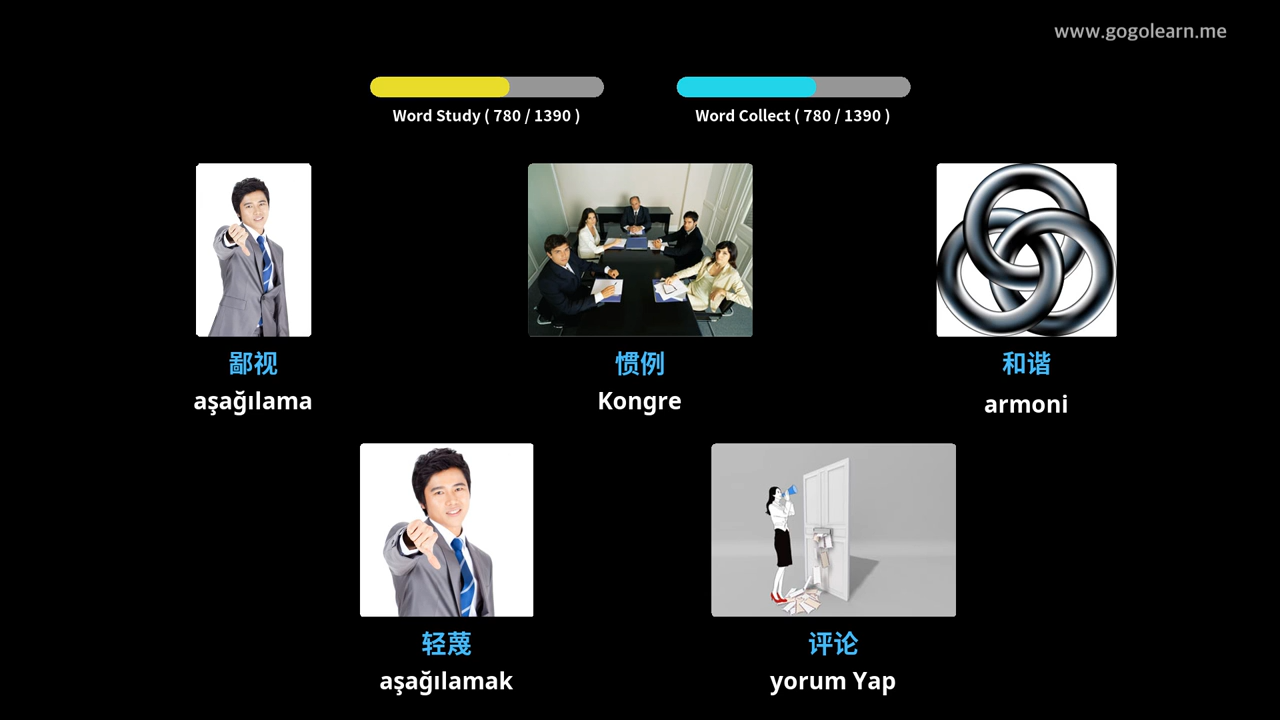 www.gogolearn.me
Word Study ( 780 / 1390 )
Word Collect ( 780 / 1390 )
鄙视
aşağılama
惯例
Kongre
和谐
armoni
轻蔑
aşağılamak
评论
yorum Yap